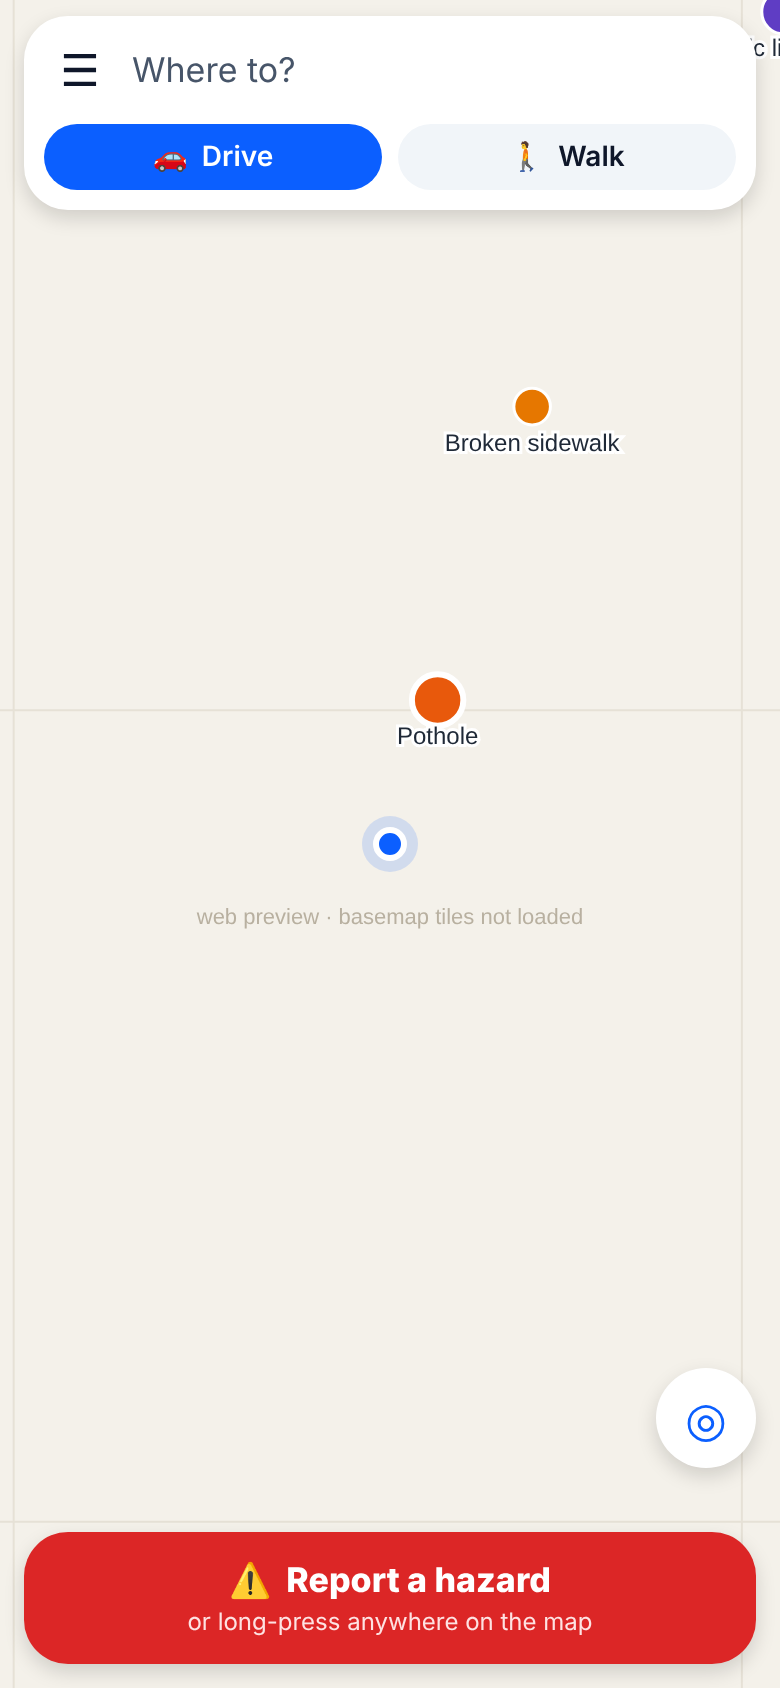 Where to?
🚗 Drive
🚶 Walk
Broken sidewalk
Pothole
web preview · basemap tiles not loaded
⚠️ Report a hazard
or long-press anywhere on the map